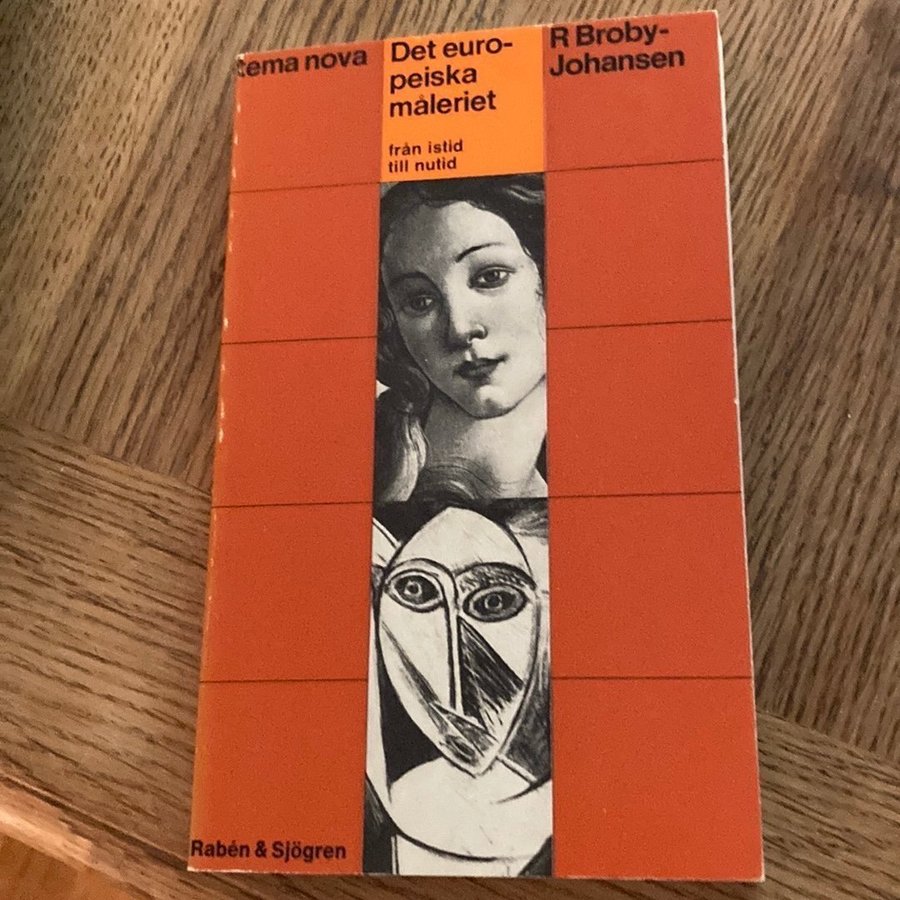 tema nova
Det euro-
peiska
måleriet
från istid
till nutid
R Broby-
Johansen
Rabén & Sjögren